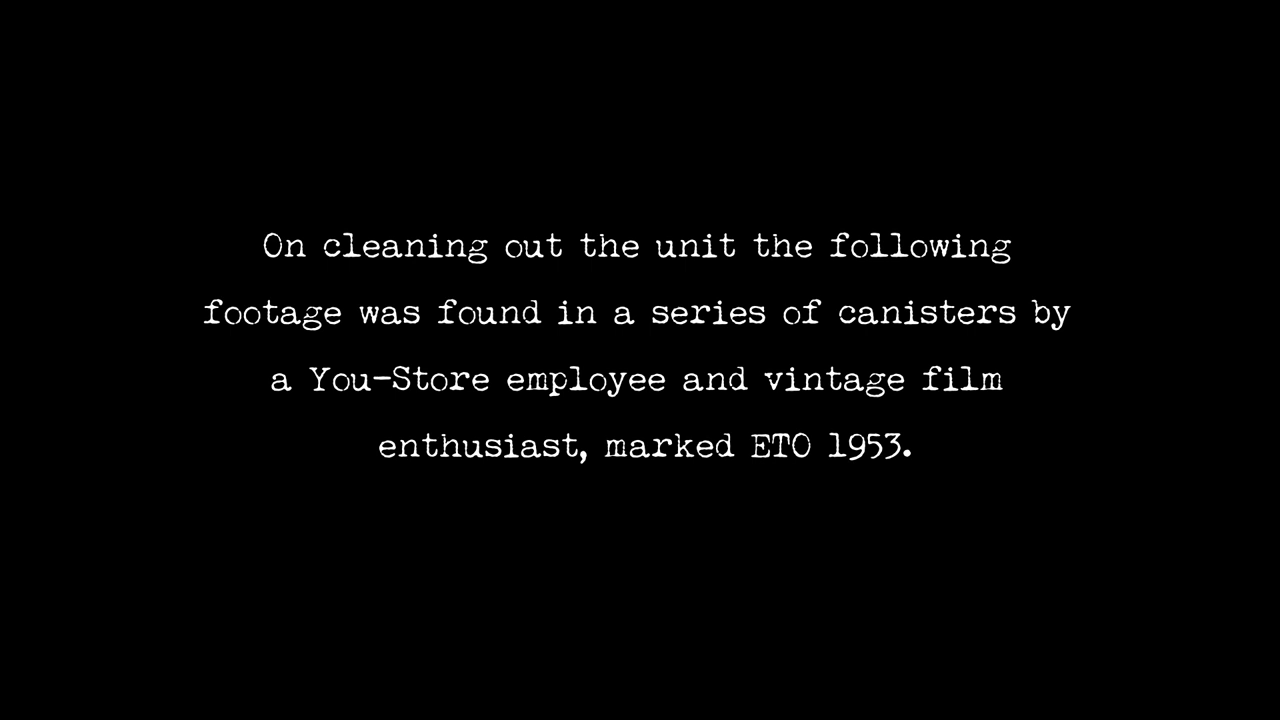 On cleaning out the unit the following
footage was found in a series of canisters by
a You-Store employee and vintage film
enthusiast, marked ETO 1953.